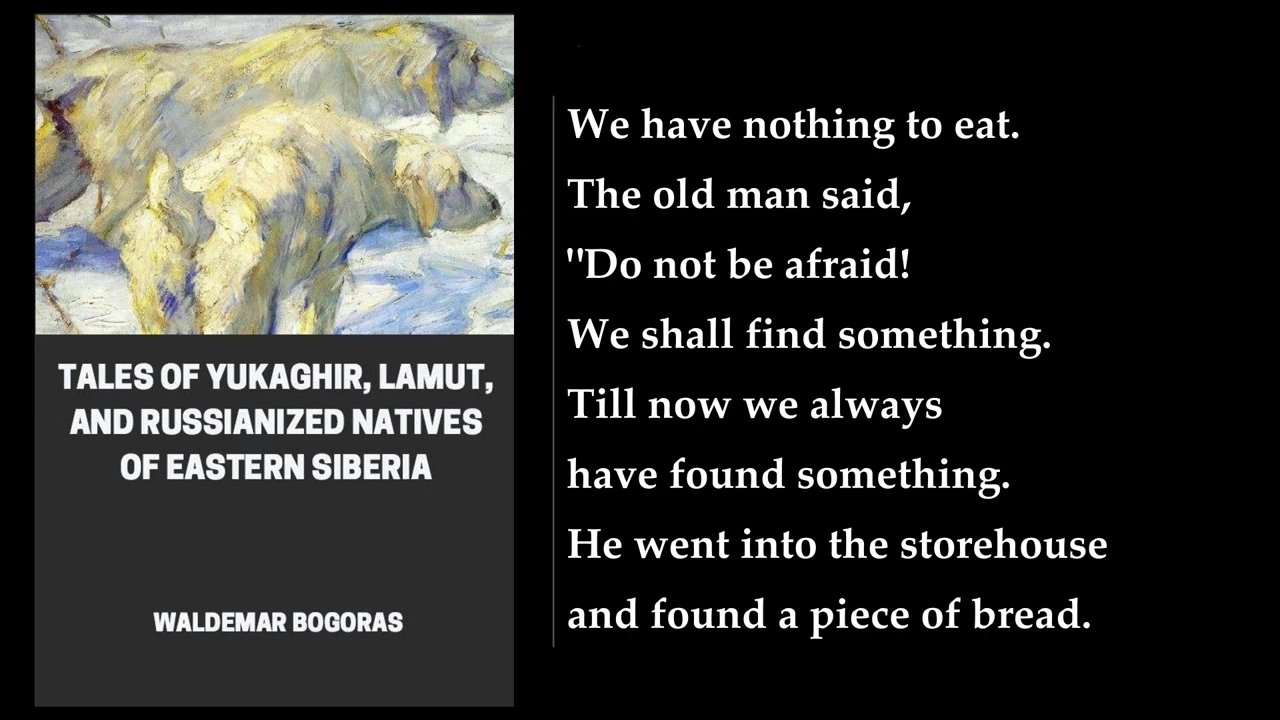 TALES OF YUKAGHIR, LAMUT,
AND RUSSIANIZED NATIVES
OF EASTERN SIBERIA
WALDEMAR BOGORAS
We have nothing to eat.
The old man said,
"Do not be afraid!
We shall find something.
Till now we always
have found something.
He went into the storehouse
and found a piece of bread.